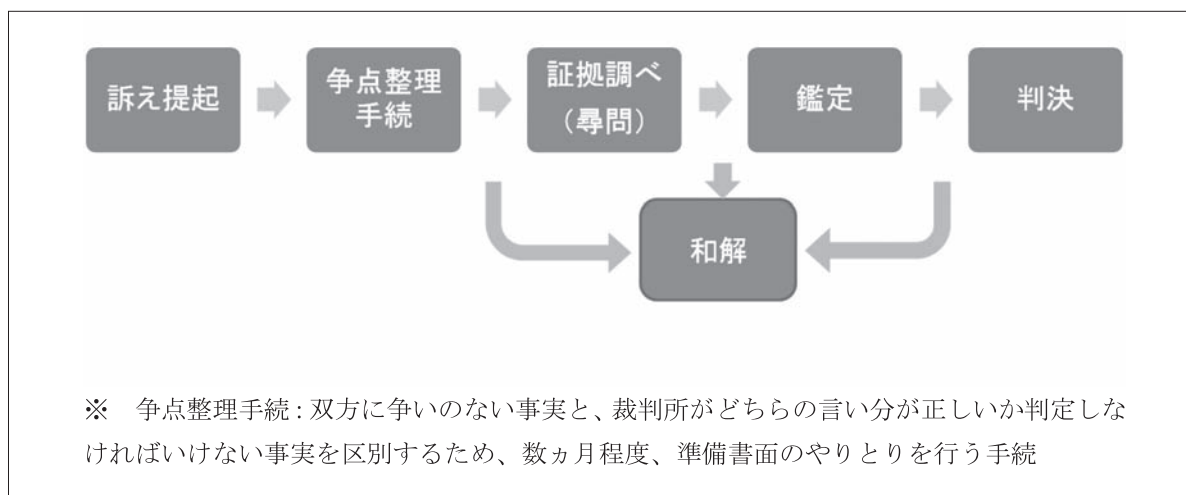 訴え提起
争点整理
手続
証拠調べ
（尋問）
鑑定
判決
和解
※　争点整理手続：双方に争いのない事実と、裁判所がどちらの言い分が正しいか判定しな
ければいけない事実を区別するため、数ヵ月程度、準備書面のやりとりを行う手続